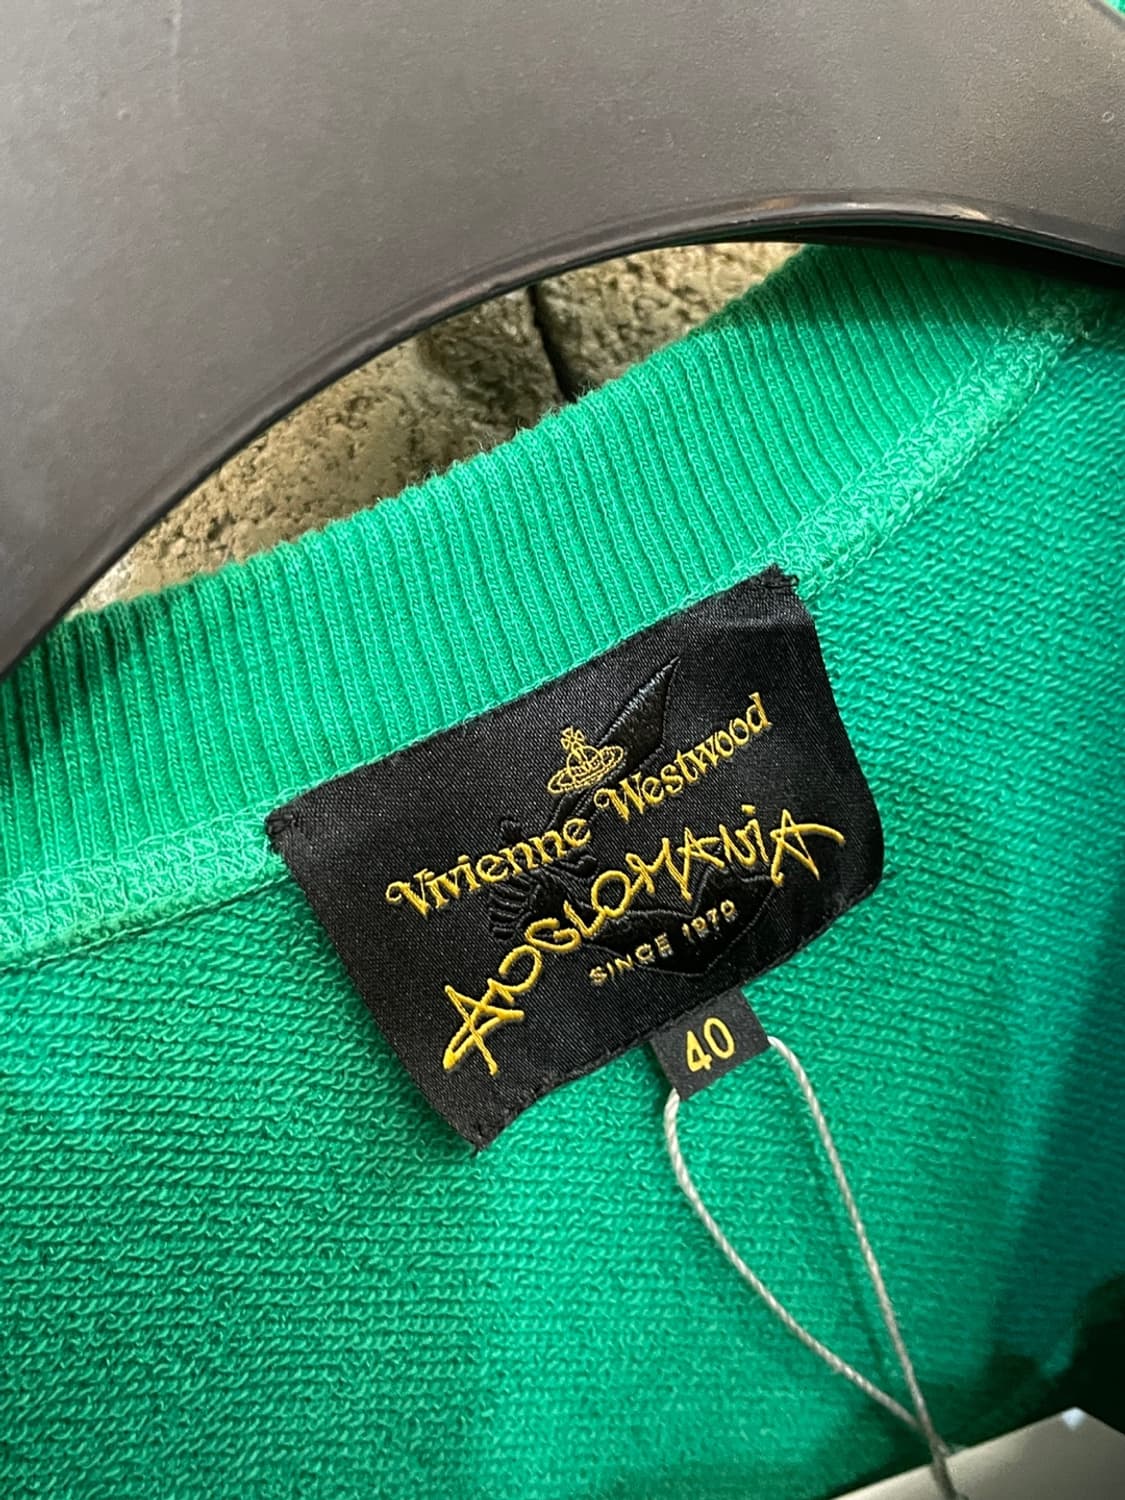 Vivienne Westwood
ANGLOMANIA
SINCE 1970
40